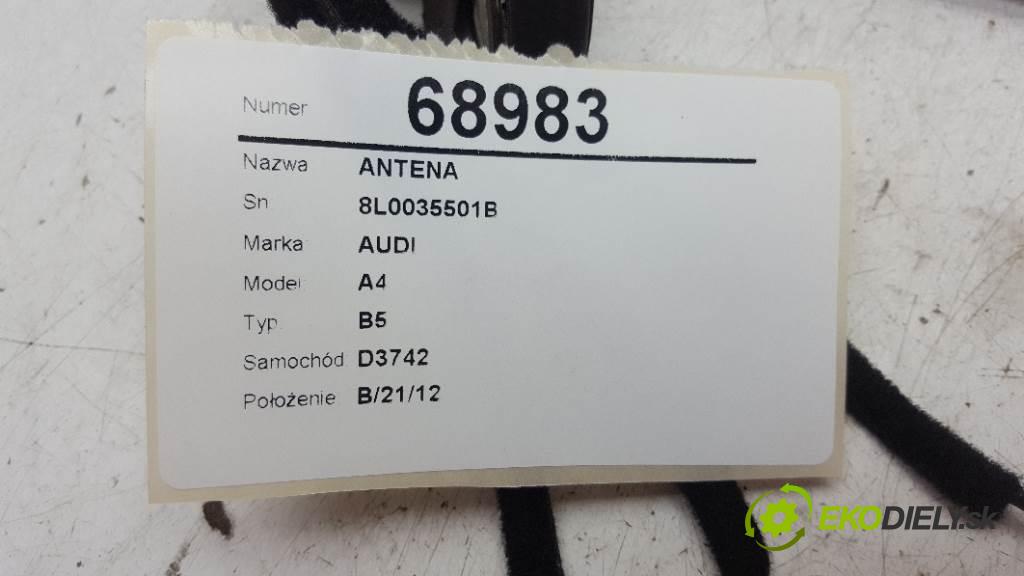 Numer 68983
Nazwa ANTENA
Sn 8L0035501B
Marka AUDI
Model A4
Typ B5
Samochód D3742
Położenie B/21/12
EKODIELY.sk